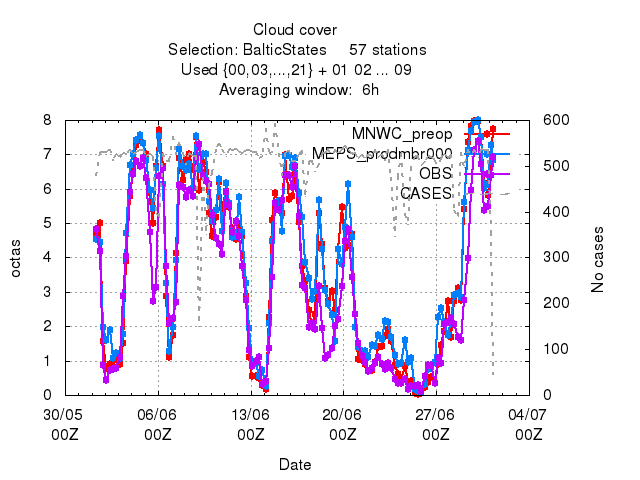 Cloud cover
Selection: BalticStates 57 stations
Used {00,03,...,21} + 01 02 ... 09
Averaging window: 6h
8 600
MNWC_preop
7 MEPS_prodmbr000 500
OBS
6 CASES
400
5
octas 4 300 No cases
3
200
2
100
1
0 0
30/05 06/06 13/06 20/06 27/06 04/07
00Z 00Z 00Z 00Z 00Z 00Z
Date